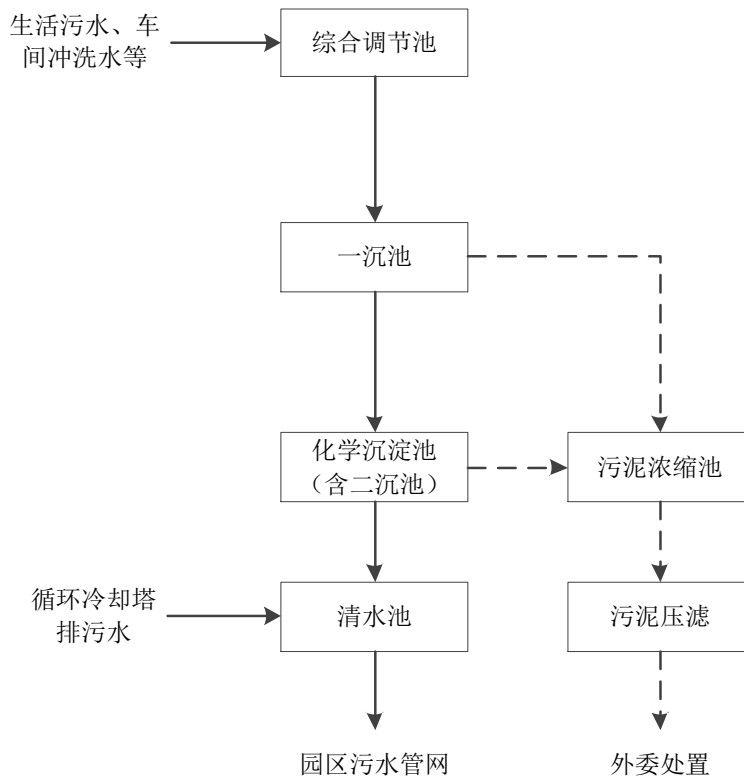 生活污水、车
间冲洗水等
综合调节池
一沉池
化学沉淀池
（含二沉池）
污泥浓缩池
循环冷却塔
排污水
清水池
污泥压滤
园区污水管网
外委处置